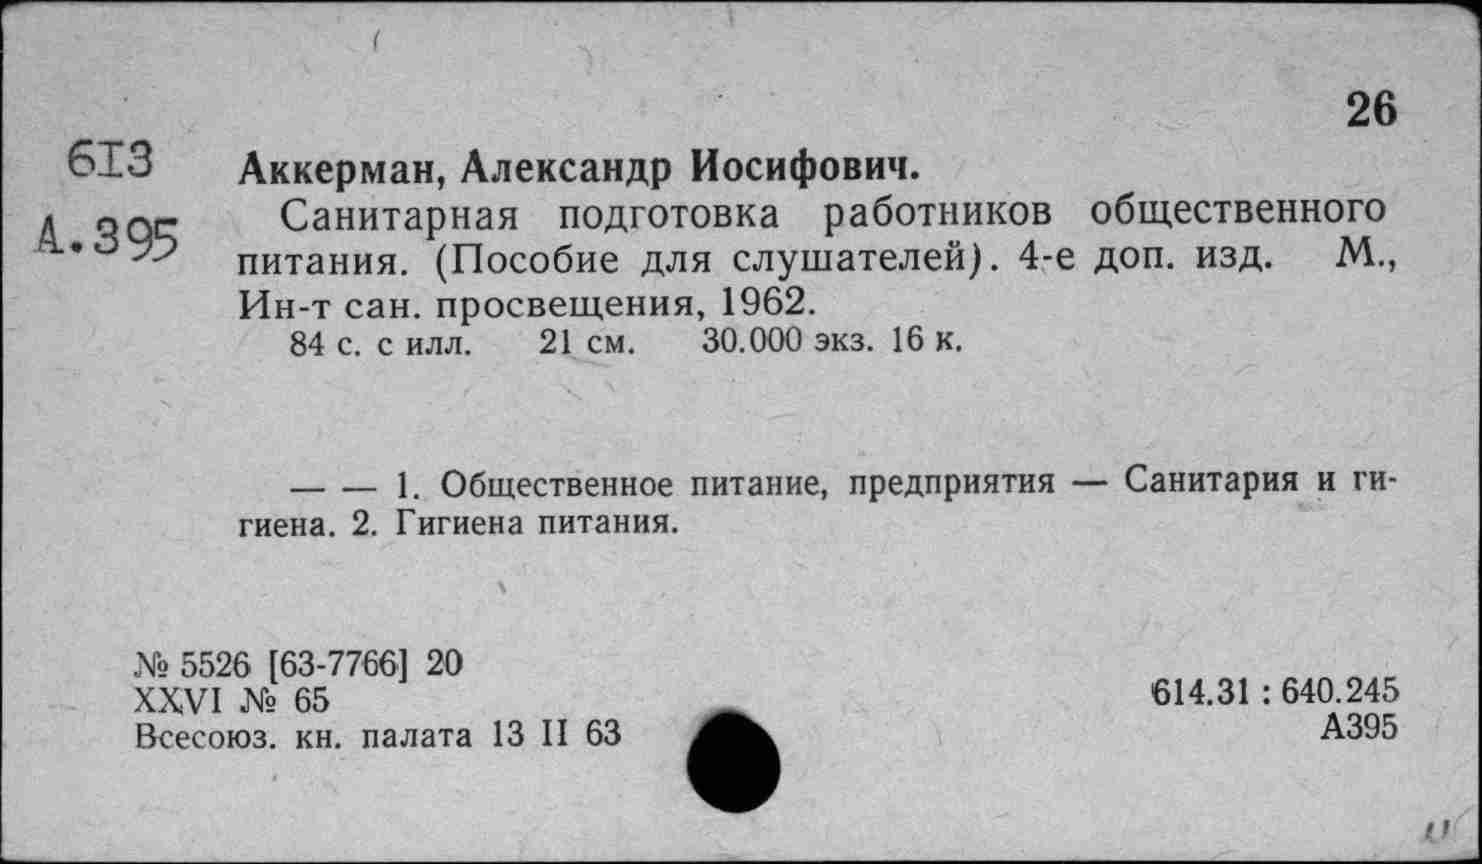 26
613
Аккерман, Александр Иосифович.
А.395
Санитарная подготовка работников общественного
питания. (Пособие для слушателей). 4-е доп. изд. М.,
Ин-т сан. просвещения, 1962.
84 с. с илл. 21 см. 30.000 экз. 16 к.
— — 1. Общественное питание, предприятия — Санитария и ги-
гиена. 2. Гигиена питания.
№ 5526 [63-7766] 20
XXVI № 65
Всесоюз. кн. палата 13 II 63
614.31 : 640.245
А395